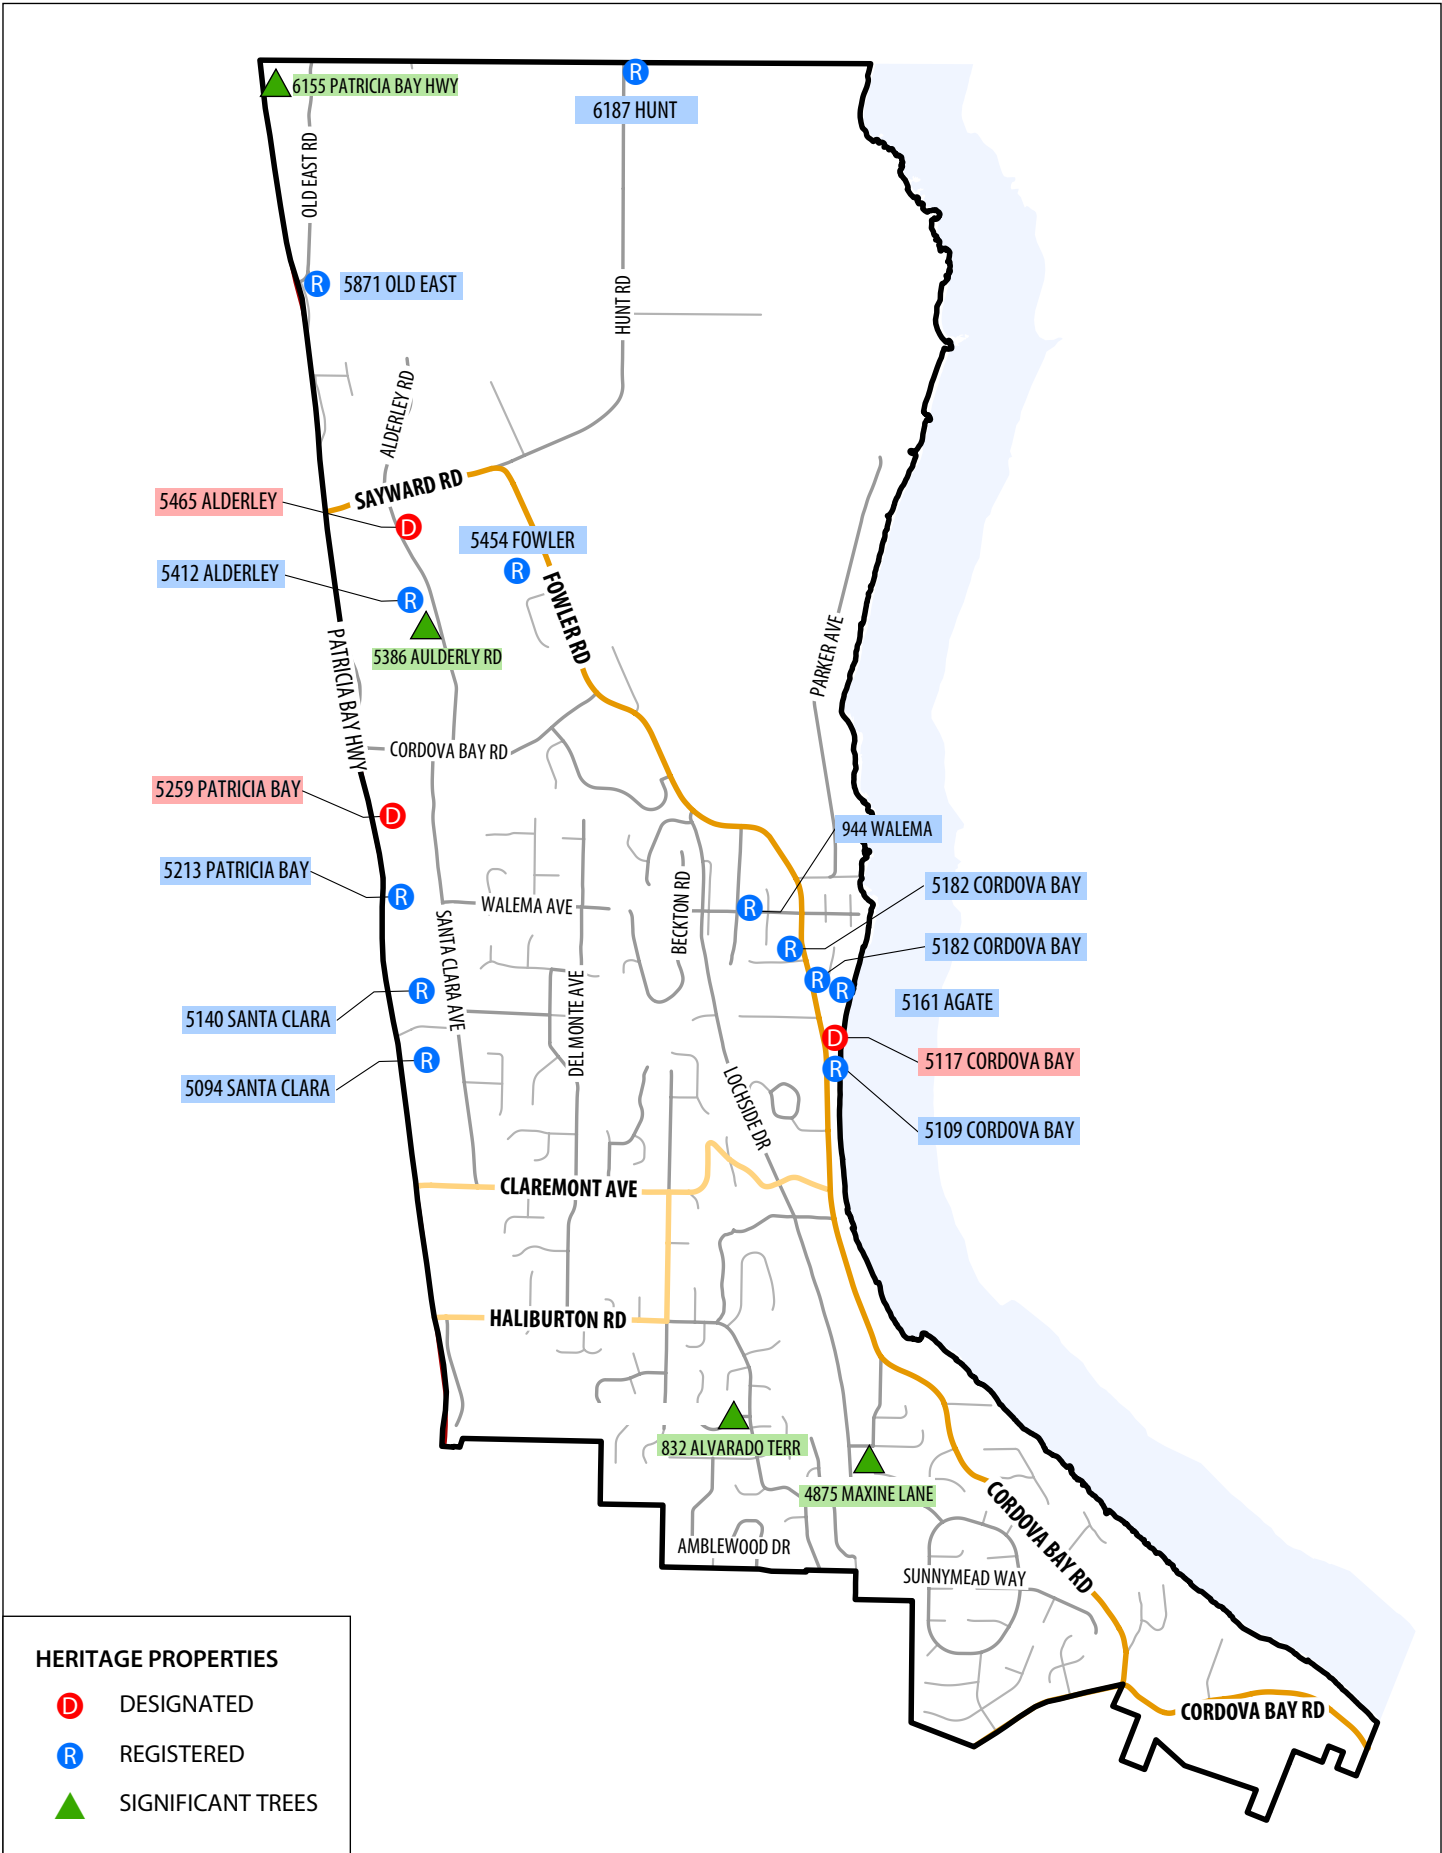 R
6155 PATRICIA BAY HWY
6187 HUNT
OLD EAST RD
R
5871 OLD EAST
HUNT RD
ALDERLEY RD
SAYWARD RD
5465 ALDERLEY
D
5454 FOWLER
R
5412 ALDERLEY
R
FOWLER RD
5386 AULDERLY RD
PARKER AVE
PATRICIA BAY HWY
CORDOVA BAY RD
5259 PATRICIA BAY
D
944 WALEMA
5213 PATRICIA BAY
R
5182 CORDOVA BAY
WALEMA AVE
BECKTON RD
R
R
5182 CORDOVA BAY
SANTA CLARA AVE
DEL MONTE AVE
R
R
R
5161 AGATE
5140 SANTA CLARA
D
5117 CORDOVA BAY
R
R
5094 SANTA CLARA
LOCHSIDE DR
5109 CORDOVA BAY
CLAREMONT AVE
HALIBURTON RD
832 ALVARADO TERR
4875 MAXINE LANE
CORDOVA BAY RD
AMBLEWOOD DR
SUNNYMEAD WAY
CORDOVA BAY RD
HERITAGE PROPERTIES
D DESIGNATED
R REGISTERED
SIGNIFICANT TREES